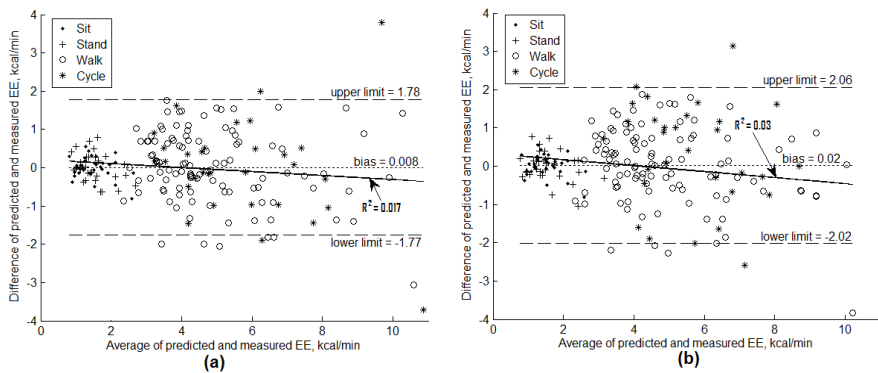 (a)
4
3
2
1
0
-1
-2
-3
-4
Difference of predicted and measured EE, kcal/min
Sit
Stand
Walk
Cycle
upper limit = 1.78
bias = 0.008
R² = 0.017
lower limit = -1.77
0 2 4 6 8 10
Average of predicted and measured EE, kcal/min
(a)
(b)
4
3
2
1
0
-1
-2
-3
-4
Difference of predicted and measured EE, kcal/min
Sit
Stand
Walk
Cycle
upper limit = 2.06
R² = 0.03
bias = 0.02
lower limit = -2.02
0 2 4 6 8 10
Average of predicted and measured EE, kcal/min
(b)